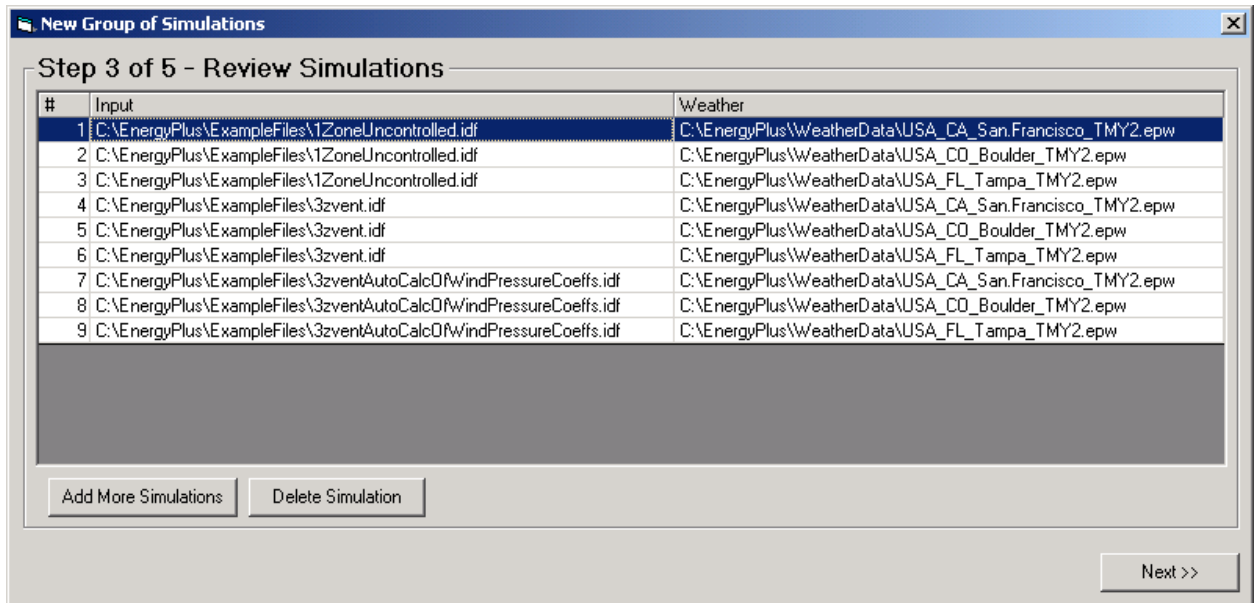 New Group of Simulations
Step 3 of 5 - Review Simulations
# Input Weather
1 C:\EnergyPlus\ExampleFiles\1ZoneUncontrolled.idf C:\EnergyPlus\WeatherData\USA_CA_San.Francisco_TMY2.epw
2 C:\EnergyPlus\ExampleFiles\1ZoneUncontrolled.idf C:\EnergyPlus\WeatherData\USA_CO_Boulder_TMY2.epw
3 C:\EnergyPlus\ExampleFiles\1ZoneUncontrolled.idf C:\EnergyPlus\WeatherData\USA_FL_Tampa_TMY2.epw
4 C:\EnergyPlus\ExampleFiles\3zvent.idf C:\EnergyPlus\WeatherData\USA_CA_San.Francisco_TMY2.epw
5 C:\EnergyPlus\ExampleFiles\3zvent.idf C:\EnergyPlus\WeatherData\USA_CO_Boulder_TMY2.epw
6 C:\EnergyPlus\ExampleFiles\3zvent.idf C:\EnergyPlus\WeatherData\USA_FL_Tampa_TMY2.epw
7 C:\EnergyPlus\ExampleFiles\3zventAutoCalcOfWindPressureCoeffs.idf C:\EnergyPlus\WeatherData\USA_CA_San.Francisco_TMY2.epw
8 C:\EnergyPlus\ExampleFiles\3zventAutoCalcOfWindPressureCoeffs.idf C:\EnergyPlus\WeatherData\USA_CO_Boulder_TMY2.epw
9 C:\EnergyPlus\ExampleFiles\3zventAutoCalcOfWindPressureCoeffs.idf C:\EnergyPlus\WeatherData\USA_FL_Tampa_TMY2.epw
Add More Simulations Delete Simulation
Next >>